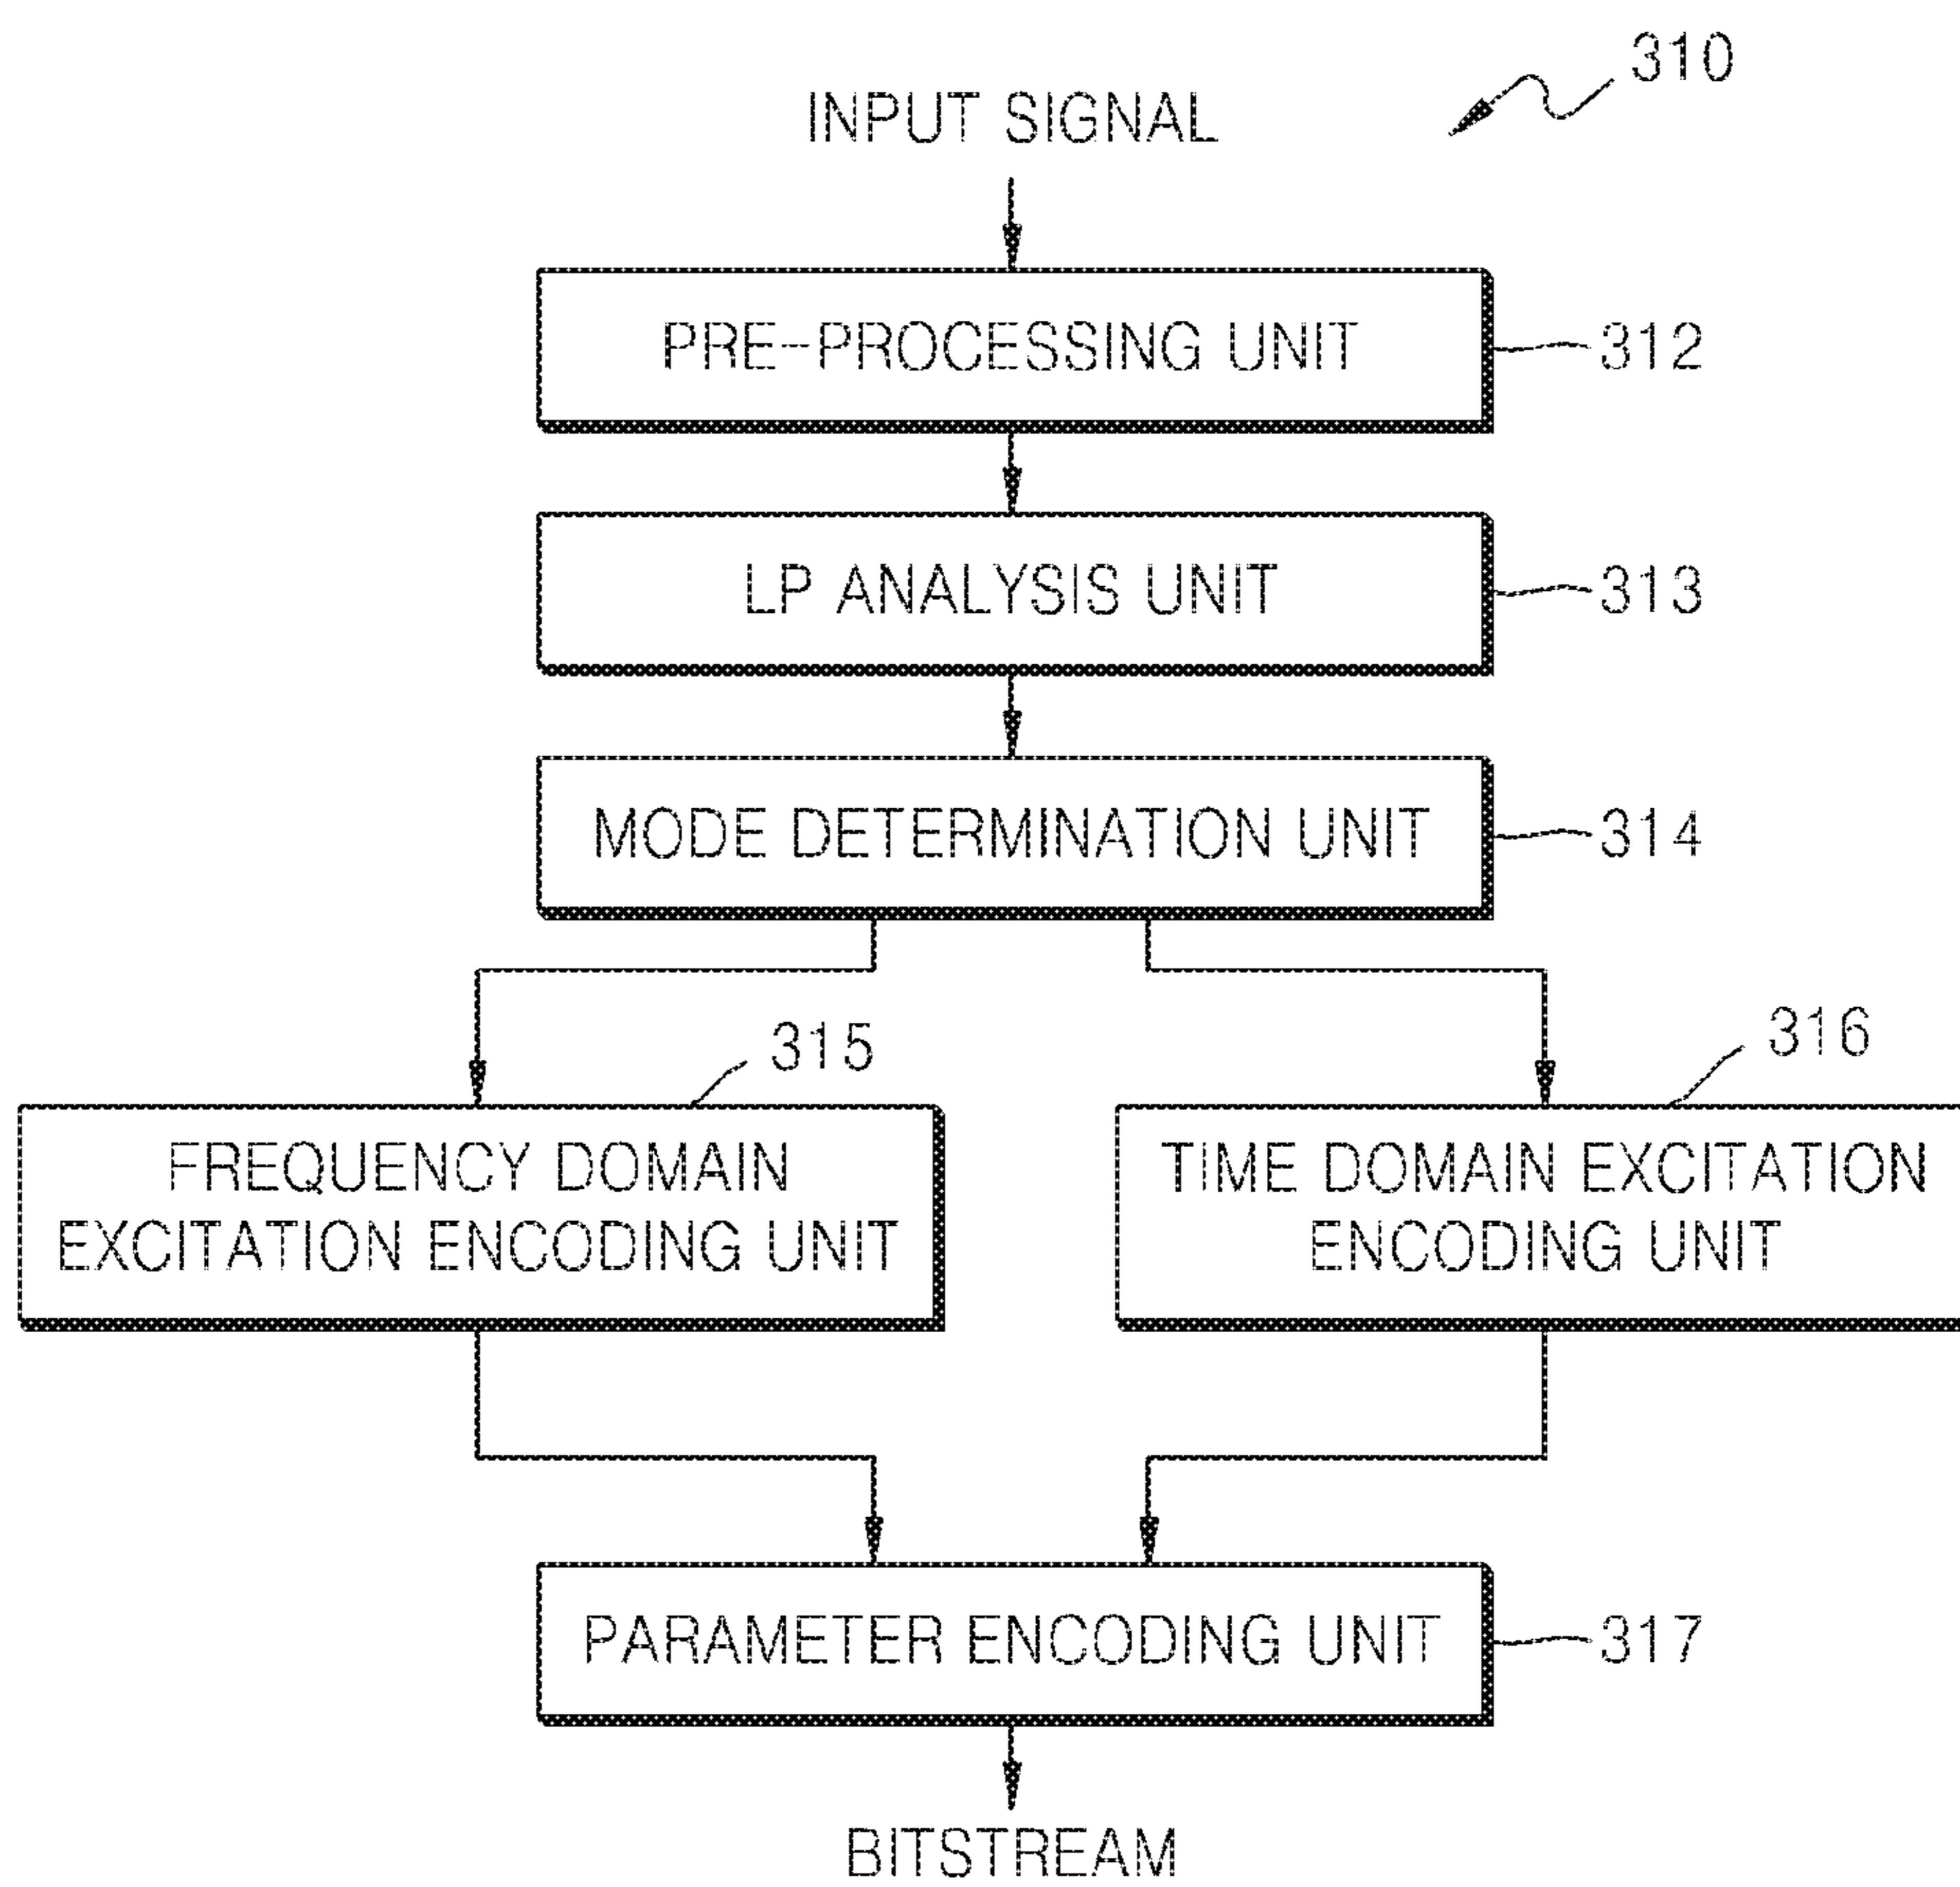 310
INPUT SIGNAL
PRE-PROCESSING UNIT
312
LP ANALYSIS UNIT
313
MODE DETERMINATION UNIT
314
315
316
FREQUENCY DOMAIN
EXCITATION ENCODING UNIT
TIME DOMAIN EXCITATION
ENCODING UNIT
PARAMETER ENCODING UNIT
317
BITSTREAM